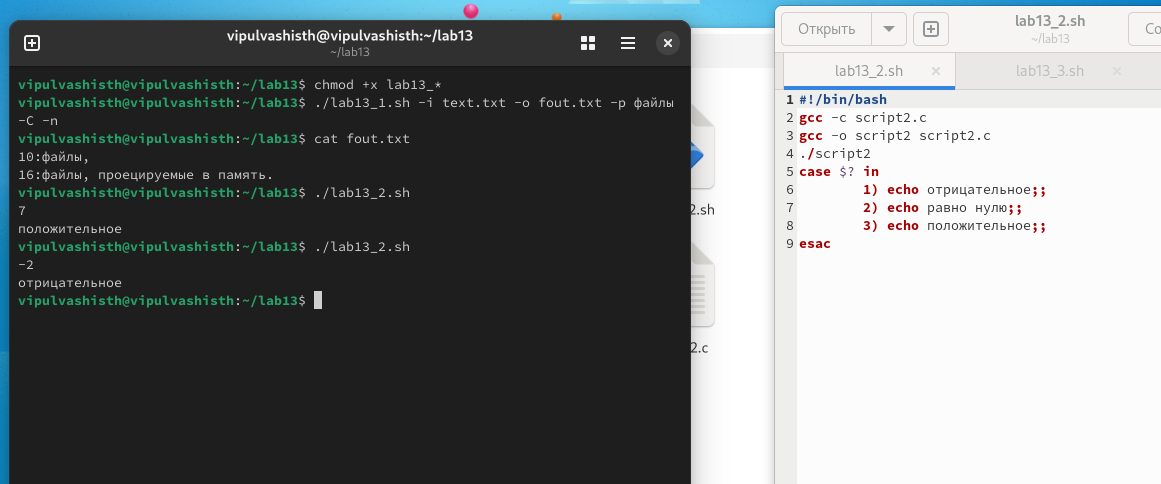 vipulvashisth@vipulvashisth:~/lab13
~/lab13
vipulvashisth@vipulvashisth:~/lab13$ chmod +x lab13_*
vipulvashisth@vipulvashisth:~/lab13$ ./lab13_1.sh -i text.txt -o fout.txt -p файлы
-C -n
vipulvashisth@vipulvashisth:~/lab13$ cat fout.txt
10:файлы,
16:файлы, проецируемые в память.
vipulvashisth@vipulvashisth:~/lab13$ ./lab13_2.sh
7
положительное
vipulvashisth@vipulvashisth:~/lab13$ ./lab13_2.sh
-2
отрицательное
vipulvashisth@vipulvashisth:~/lab13$
2.sh
2.c
Открыть
lab13_2.sh
~/lab13
Со
lab13_2.sh
lab13_3.sh
1 #!/bin/bash
2 gcc -c script2.c
3 gcc -o script2 script2.c
4 ./script2
5 case $? in
6 1) echo отрицательное;;
7 2) echo равно нулю;;
8 3) echo положительное;;
9 esac